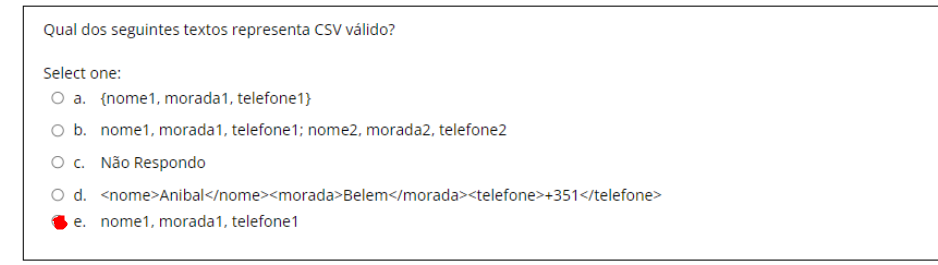 Qual dos seguintes textos representa CSV válido?
Select one:
a. {nome1, morada1, telefone1}
b. nome1, morada1, telefone1; nome2, morada2, telefone2
c. Não Respondo
d. <nome>Anibal</nome><morada>Belem</morada><telefone>+351</telefone>
e. nome1, morada1, telefone1